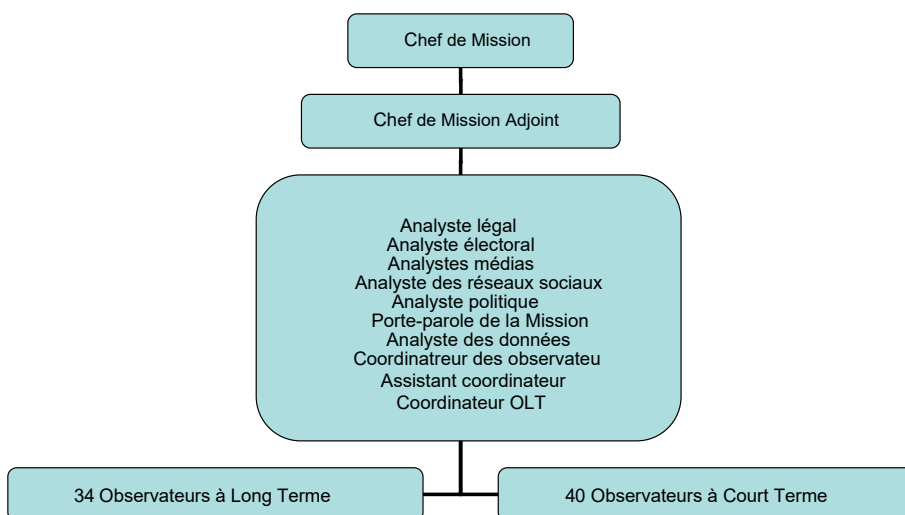 Chef de Mission
Chef de Mission Adjoint
Analyste légal
Analyste électoral
Analystes médias
Analyste des réseaux sociaux
Analyste politique
Porte-parole de la Mission
Analyste des données
Coordinatreur des observateu
Assistant coordinateur
Coordinateur OLT
34 Observateurs à Long Terme
40 Observateurs à Court Terme